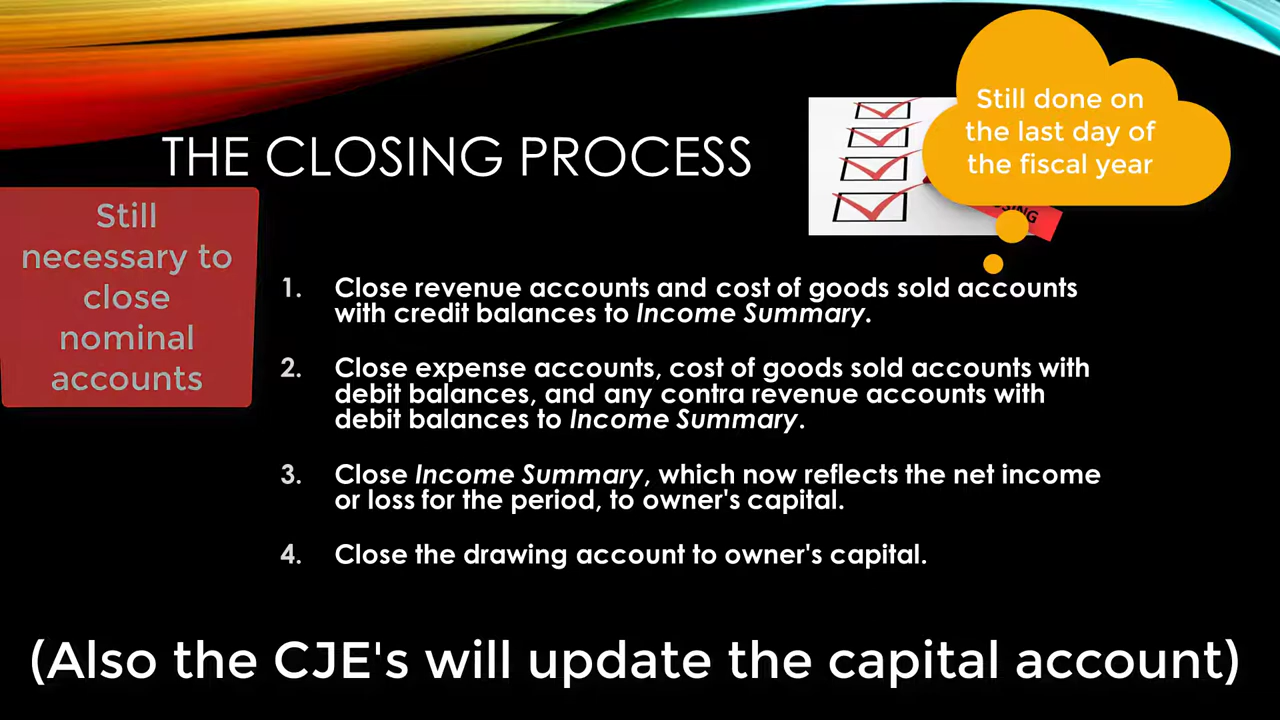 Still done on
the last day of
the fiscal year
THE CLOSING PROCESS
Still
necessary to
close
nominal
accounts
1. Close revenue accounts and cost of goods sold accounts
with credit balances to Income Summary.
2. Close expense accounts, cost of goods sold accounts with
debit balances, and any contra revenue accounts with
debit balances to Income Summary.
3. Close Income Summary, which now reflects the net income
or loss for the period, to owner's capital.
4. Close the drawing account to owner's capital.
(Also the CJE's will update the capital account)